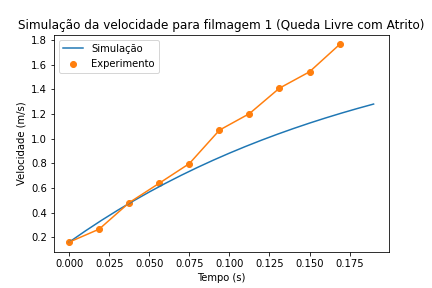 Simulação da velocidade para filmagem 1 (Queda Livre com Atrito)
Simulação
Experimento
Velocidade (m/s)
1.8
1.6
1.4
1.2
1.0
0.8
0.6
0.4
0.2
0.000 0.025 0.050 0.075 0.100 0.125 0.150 0.175
Tempo (s)